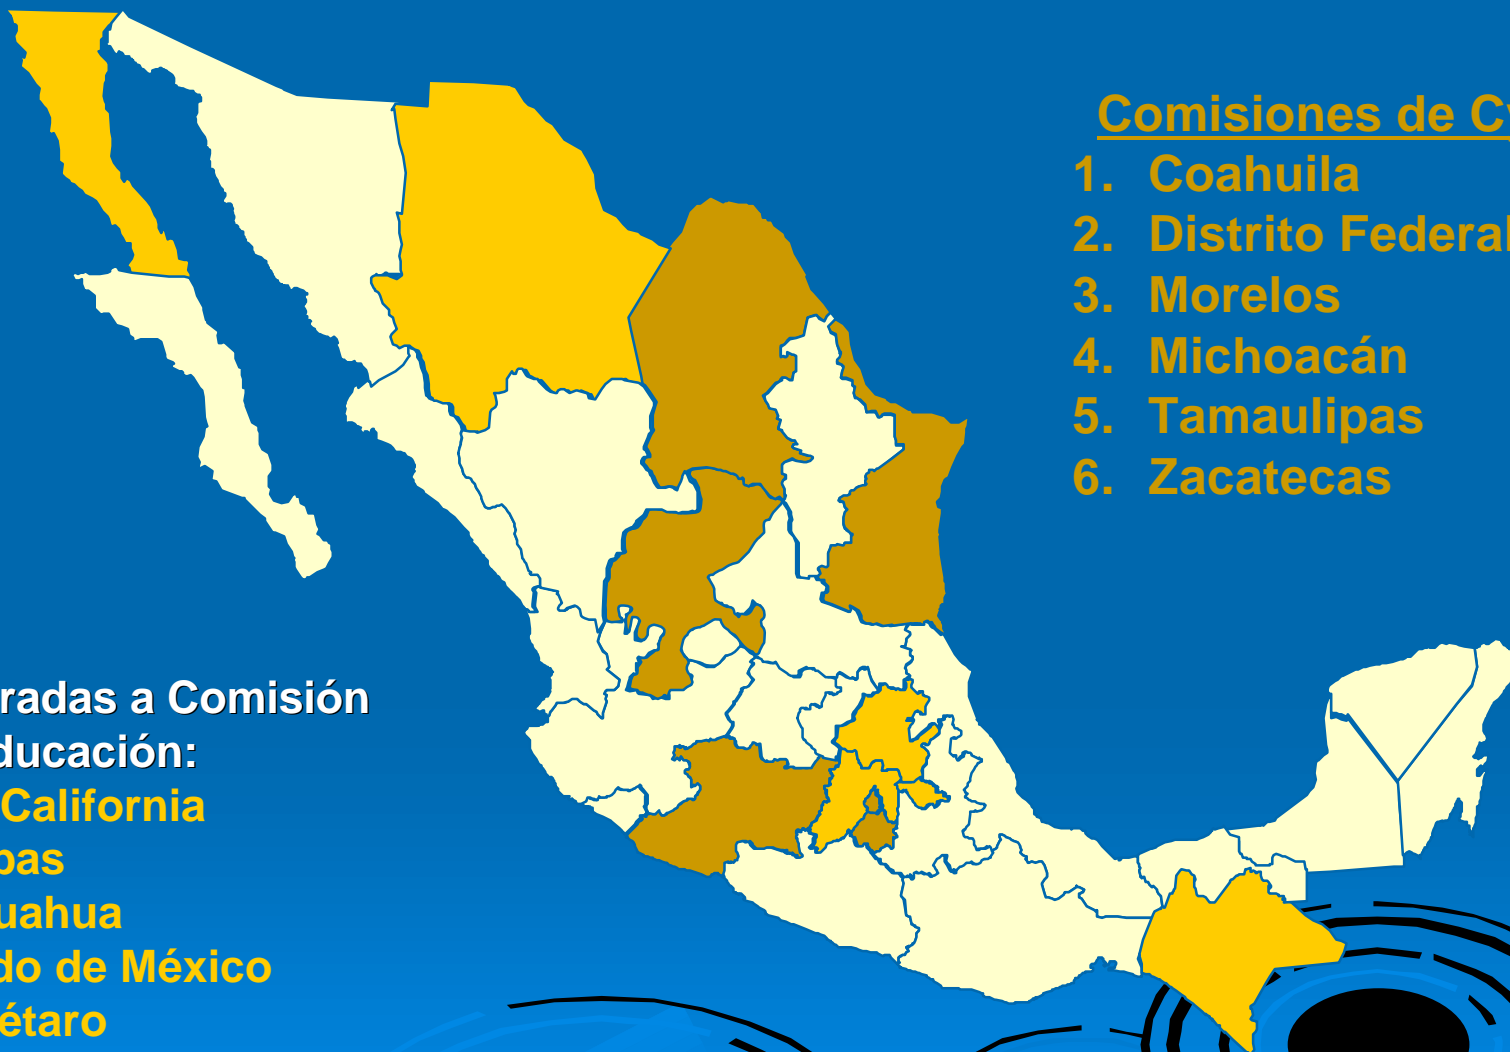 Comisiones de Cy
1. Coahuila
2. Distrito Federal
3. Morelos
4. Michoacán
5. Tamaulipas
6. Zacatecas
radas a Comisión
ducación:
California
pas
uahua
do de México
étaro